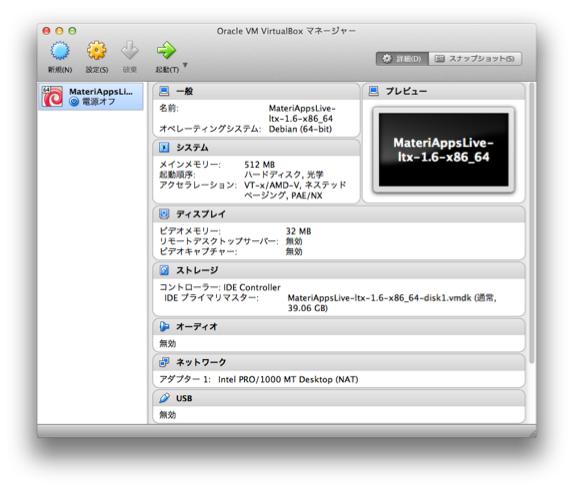 Oracle VM VirtualBox マネージャー
新規(N) 設定(S) 破棄 起動(T)
詳細(D) スナップショット(S)
64
MateriAppsLi...
電源オフ
一般
名前: MateriAppsLive-
ltx-1.6-x86_64
オペレーティングシステム: Debian (64-bit)
プレビュー
MateriAppsLive-
ltx-1.6-x86_64
システム
メインメモリー: 512 MB
起動順序: ハードディスク, 光学
アクセラレーション: VT-x/AMD-V, ネステッド
ページング, PAE/NX
ディスプレイ
ビデオメモリー: 32 MB
リモートデスクトップサーバー: 無効
ビデオキャプチャー: 無効
ストレージ
コントローラー: IDE Controller
IDE プライマリマスター: MateriAppsLive-ltx-1.6-x86_64-disk1.vmdk (通常,
39.06 GB)
オーディオ
無効
ネットワーク
アダプター 1: Intel PRO/1000 MT Desktop (NAT)
USB
無効